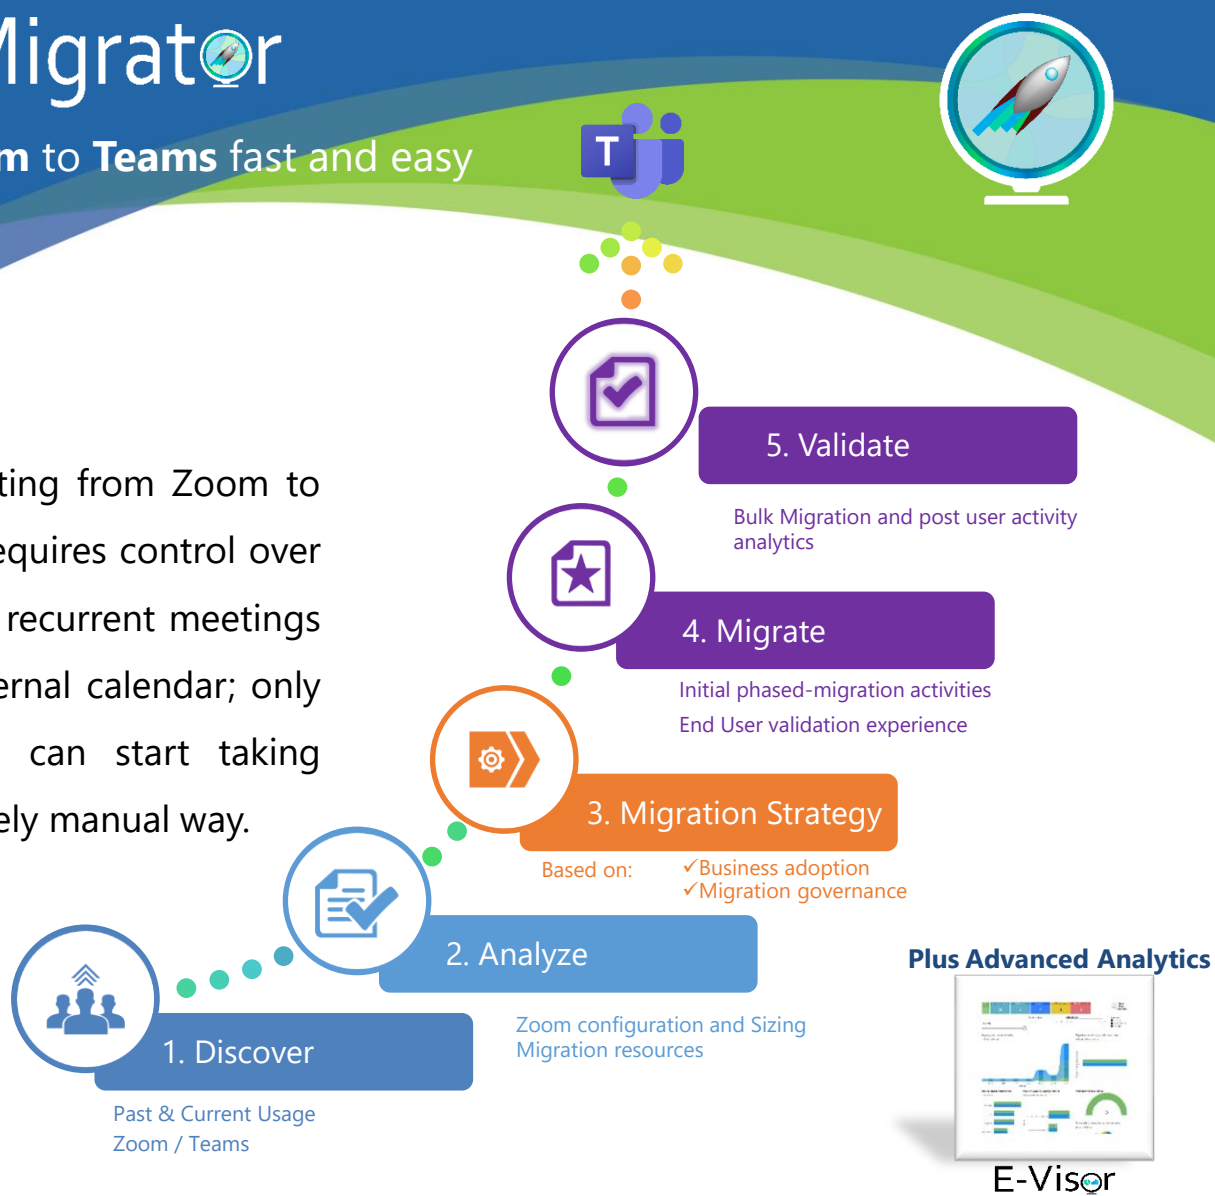 Migrator
m to Teams fast and easy
T
ting from Zoom to
equires control over
recurrent meetings
ernal calendar; only
can start taking
ely manual way.
5. Validate
Bulk Migration and post user activity
analytics
4. Migrate
Initial phased-migration activities
End User validation experience
3. Migration Strategy
Based on: ✓Business adoption
✓Migration governance
2. Analyze
Zoom configuration and Sizing
Migration resources
1. Discover
Past & Current Usage
Zoom / Teams
Plus Advanced Analytics
E-Visor